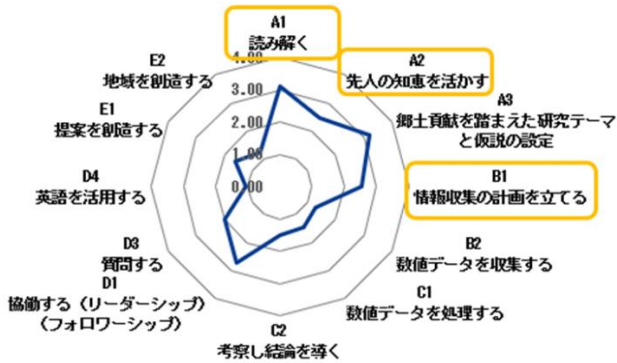 A1
読み解く
A2
先人の知恵を活かす
A3
郷土貢献を踏まえた研究テーマ
と仮説の設定
B1
情報収集の計画を立てる
B2
数値データを収集する
C1
数値データを処理する
C2
考察し結論を導く
D1
協働する（リーダーシップ）
（フォロワーシップ）
D3
質問する
D4
英語を活用する
E1
提案を創造する
E2
地域を創造する
4.00
3.00
2.00
1.00
0.00